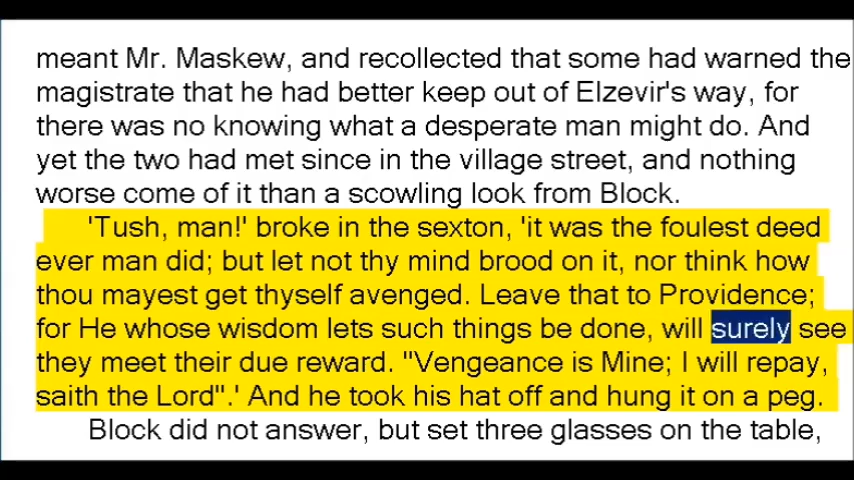 meant Mr. Maskew, and recollected that some had warned the
magistrate that he had better keep out of Elzevir's way, for
there was no knowing what a desperate man might do. And
yet the two had met since in the village street, and nothing
worse come of it than a scowling look from Block.
'Tush, man!' broke in the sexton, 'it was the foulest deed
ever man did; but let not thy mind brood on it, nor think how
thou mayest get thyself avenged. Leave that to Providence;
for He whose wisdom lets such things be done, will surely see
they meet their due reward. "Vengeance is Mine; I will repay,
saith the Lord".' And he took his hat off and hung it on a peg.
Block did not answer, but set three glasses on the table,